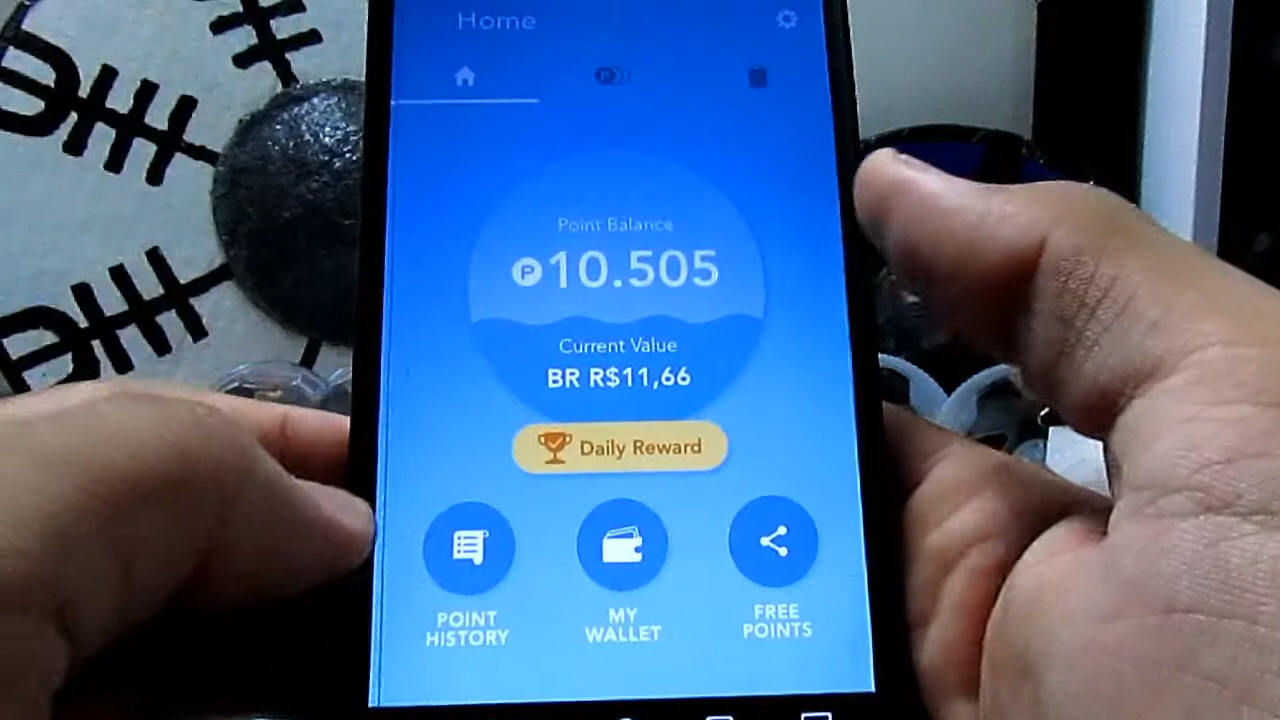 Home
Point Balance
P 10.505
Current Value
BR R$11,66
Daily Reward
POINT
HISTORY
MY
WALLET
FREE
POINTS